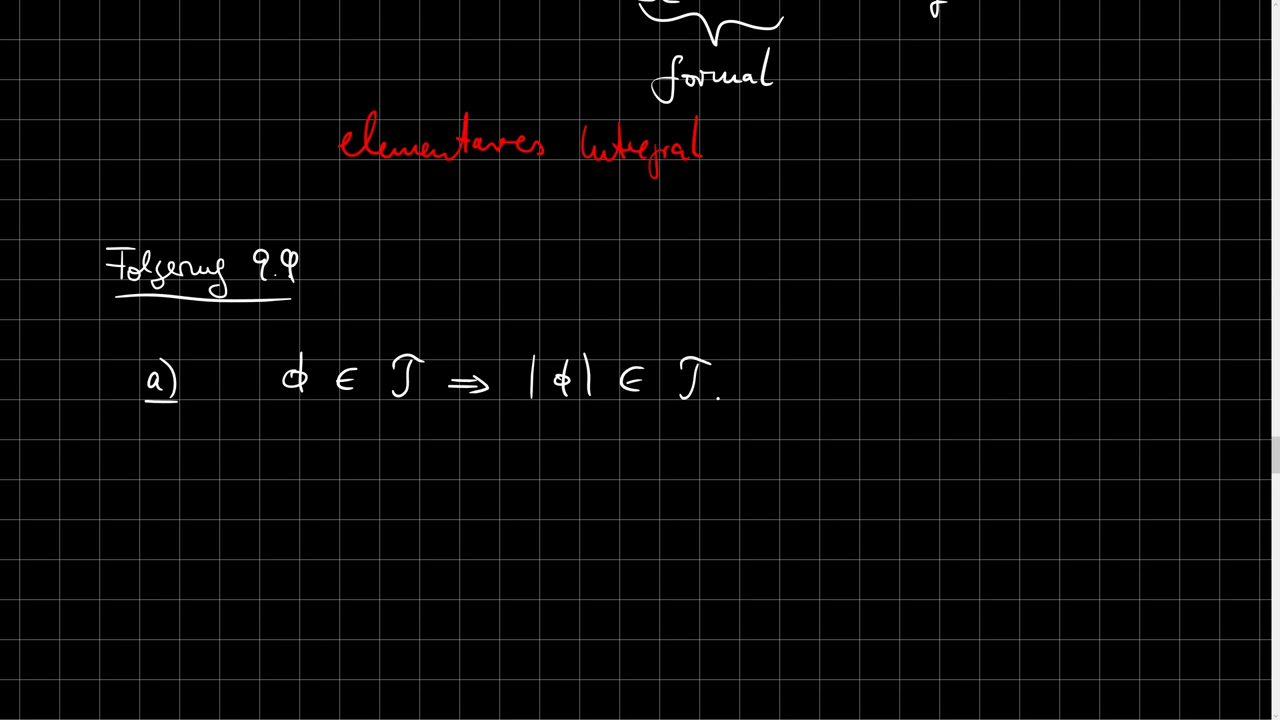 formal
elementares Integral
Folgerung 9.9
a) ϕ ∈ 𝒯 ⇒ |ϕ| ∈ 𝒯.